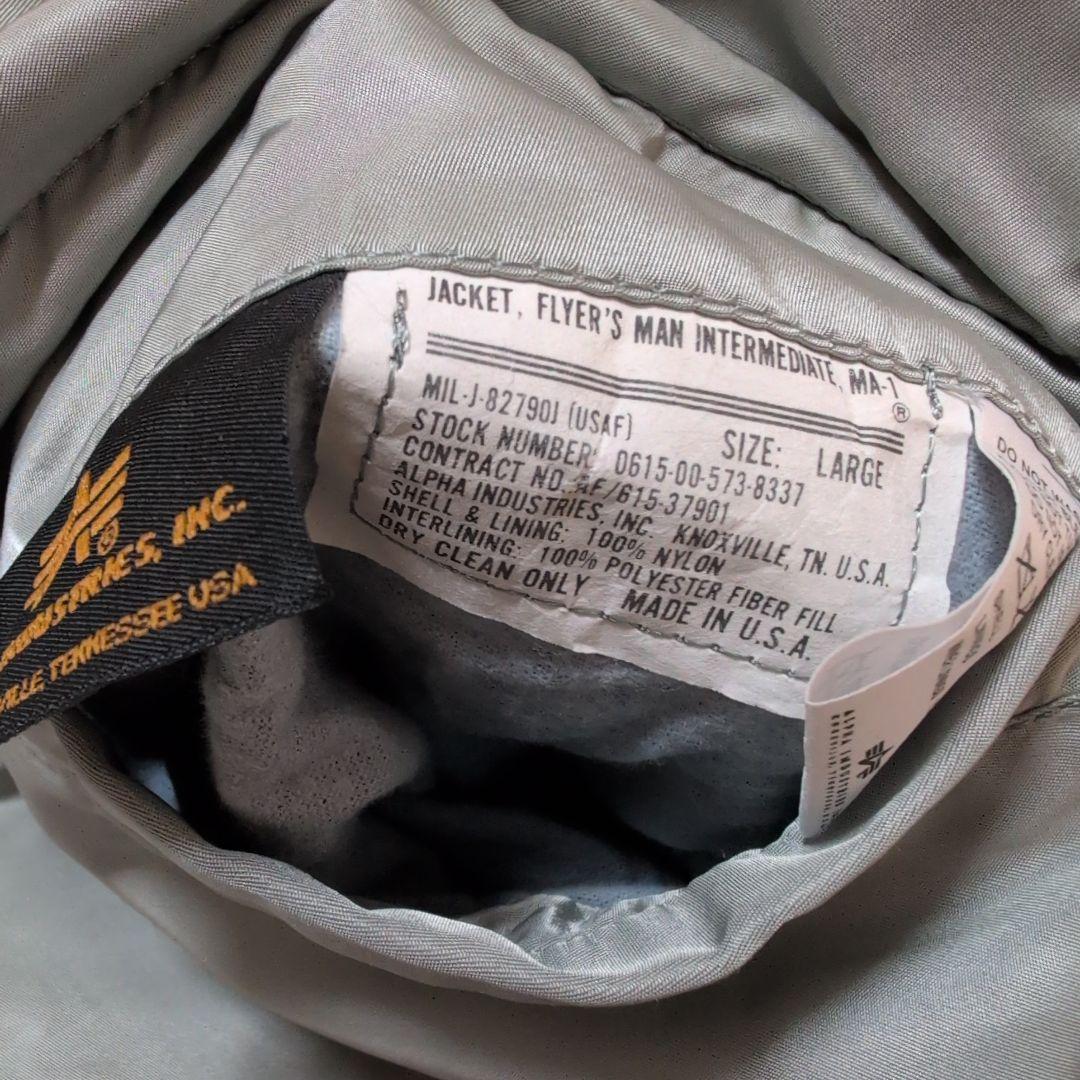 JACKET, FLYER'S MAN INTERMEDIATE, MA-1
®
MIL-J-82790J (USAF)
SIZE: LARGE
STOCK NUMBER: 0615-00-573-8337
CONTRACT NO. AF/615-37901
ALPHA INDUSTRIES, INC. KNOXVILLE, TN. U.S.A.
SHELL & LINING: 100% NYLON
INTERLINING: 100% POLYESTER FIBER FILL
DRY CLEAN ONLY MADE IN U.S.A.
®
INC.
TENNESSEE USA
DO NOT
ALPHA INDUSTRIES